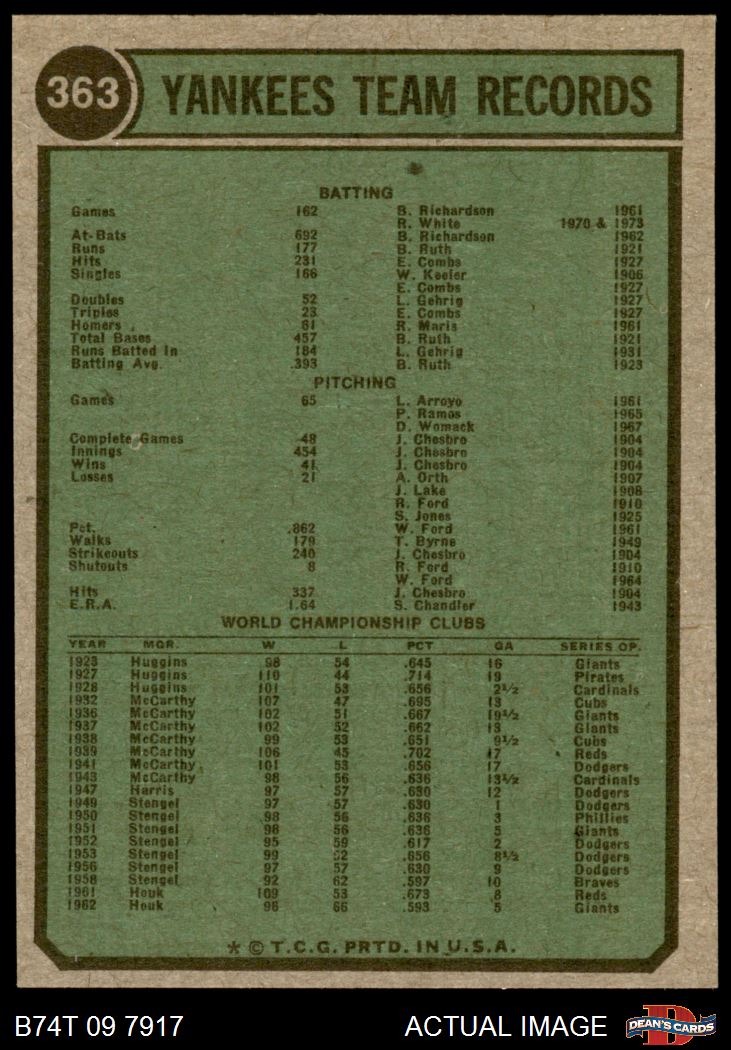 363 YANKEES TEAM RECORDS
BATTING
Games 162 B. Richardson 1961
R. White 1970 & 1973
At-Bats 692 B. Richardson 1962
Runs 177 B. Ruth 1921
Hits 231 E. Combs 1927
Singles 166 W. Keeler 1906
E. Combs 1927
Doubles 52 L. Gehrig 1927
Triples 23 E. Combs 1927
Homers 61 R. Maris 1961
Total Bases 457 B. Ruth 1921
Runs Batted In 184 L. Gehrig 1931
Batting Avg. .393 B. Ruth 1923
PITCHING
Games 65 L. Arroyo 1961
P. Ramos 1965
D. Womack 1967
Complete Games 48 J. Chesbro 1904
Innings 454 J. Chesbro 1904
Wins 41 J. Chesbro 1904
Losses 21 A. Orth 1907
J. Lake 1908
R. Ford 1910
S. Jones 1925
Pct. .862 W. Ford 1961
Walks 179 T. Byrne 1949
Strikeouts 240 J. Chesbro 1904
Shutouts 8 R. Ford 1910
W. Ford 1964
Hits 337 J. Chesbro 1904
E.R.A. 1.64 S. Chandler 1943
WORLD CHAMPIONSHIP CLUBS
YEAR MGR. W L PCT GA SERIES OP.
1923 Huggins 98 54 .645 16 Giants
1927 Huggins 110 44 .714 19 Pirates
1928 Huggins 101 53 .656 2½ Cardinals
1932 McCarthy 107 47 .695 13 Cubs
1936 McCarthy 102 51 .667 19½ Giants
1937 McCarthy 102 52 .662 13 Giants
1938 McCarthy 99 53 .651 9½ Cubs
1939 McCarthy 106 45 .702 17 Reds
1941 McCarthy 101 53 .656 17 Dodgers
1943 McCarthy 98 56 .636 13½ Cardinals
1947 Harris 97 57 .630 12 Dodgers
1949 Stengel 97 57 .630 1 Dodgers
1950 Stengel 98 56 .636 3 Phillies
1951 Stengel 98 56 .636 5 Giants
1952 Stengel 95 59 .617 2 Dodgers
1953 Stengel 99 52 .656 8½ Dodgers
1956 Stengel 97 57 .630 9 Dodgers
1958 Stengel 92 62 .597 10 Braves
1961 Houk 109 53 .673 8 Reds
1962 Houk 96 66 .593 5 Giants
* © T.C.G. PRTD. IN U.S.A.
B74T 09 7917 ACTUAL IMAGE DEAN'S CARDS